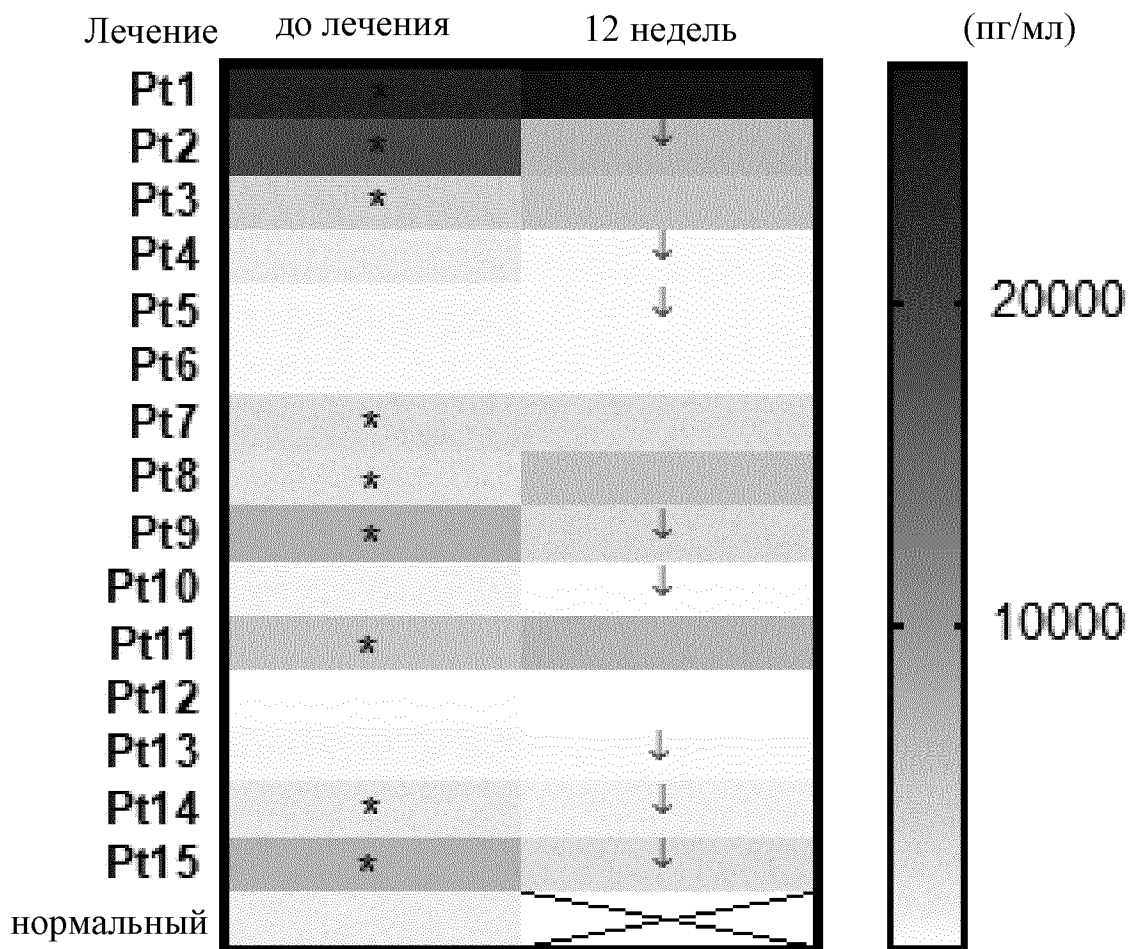 Лечение до лечения 12 недель (пг/мл)
Pt1 *
Pt2 *
Pt3 *
Pt4
Pt5
20000
Pt6
Pt7 *
Pt8 *
Pt9 *
Pt10
10000
Pt11 *
Pt12
Pt13
Pt14 *
Pt15 *
нормальный